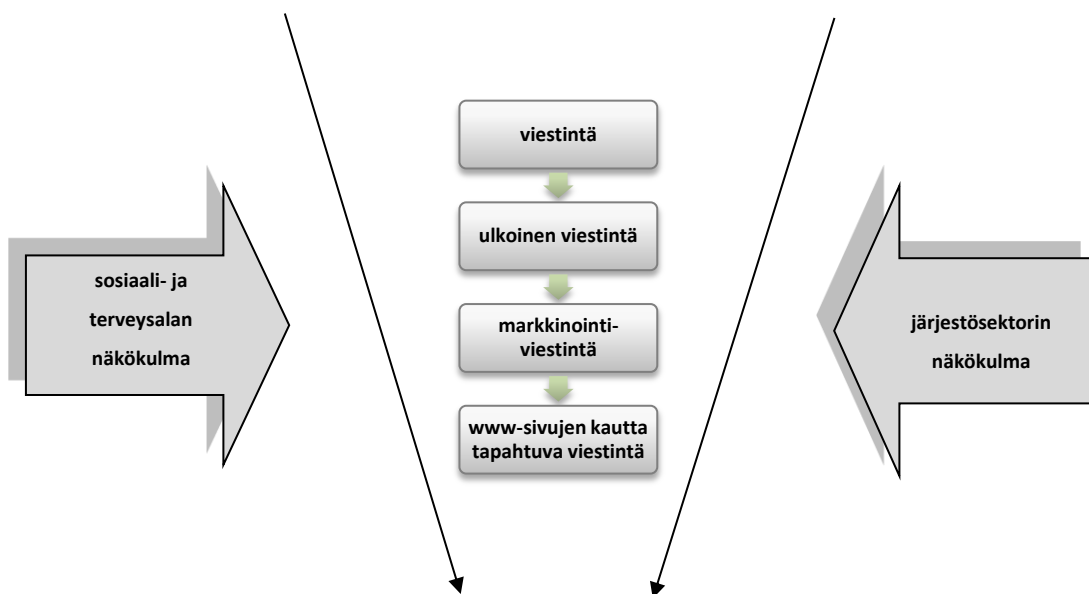 viestintä
ulkoinen viestintä
markkinointi-
viestintä
www-sivujen kautta
tapahtuva viestintä
sosiaali- ja
terveysalan
näkökulma
järjestösektorin
näkökulma